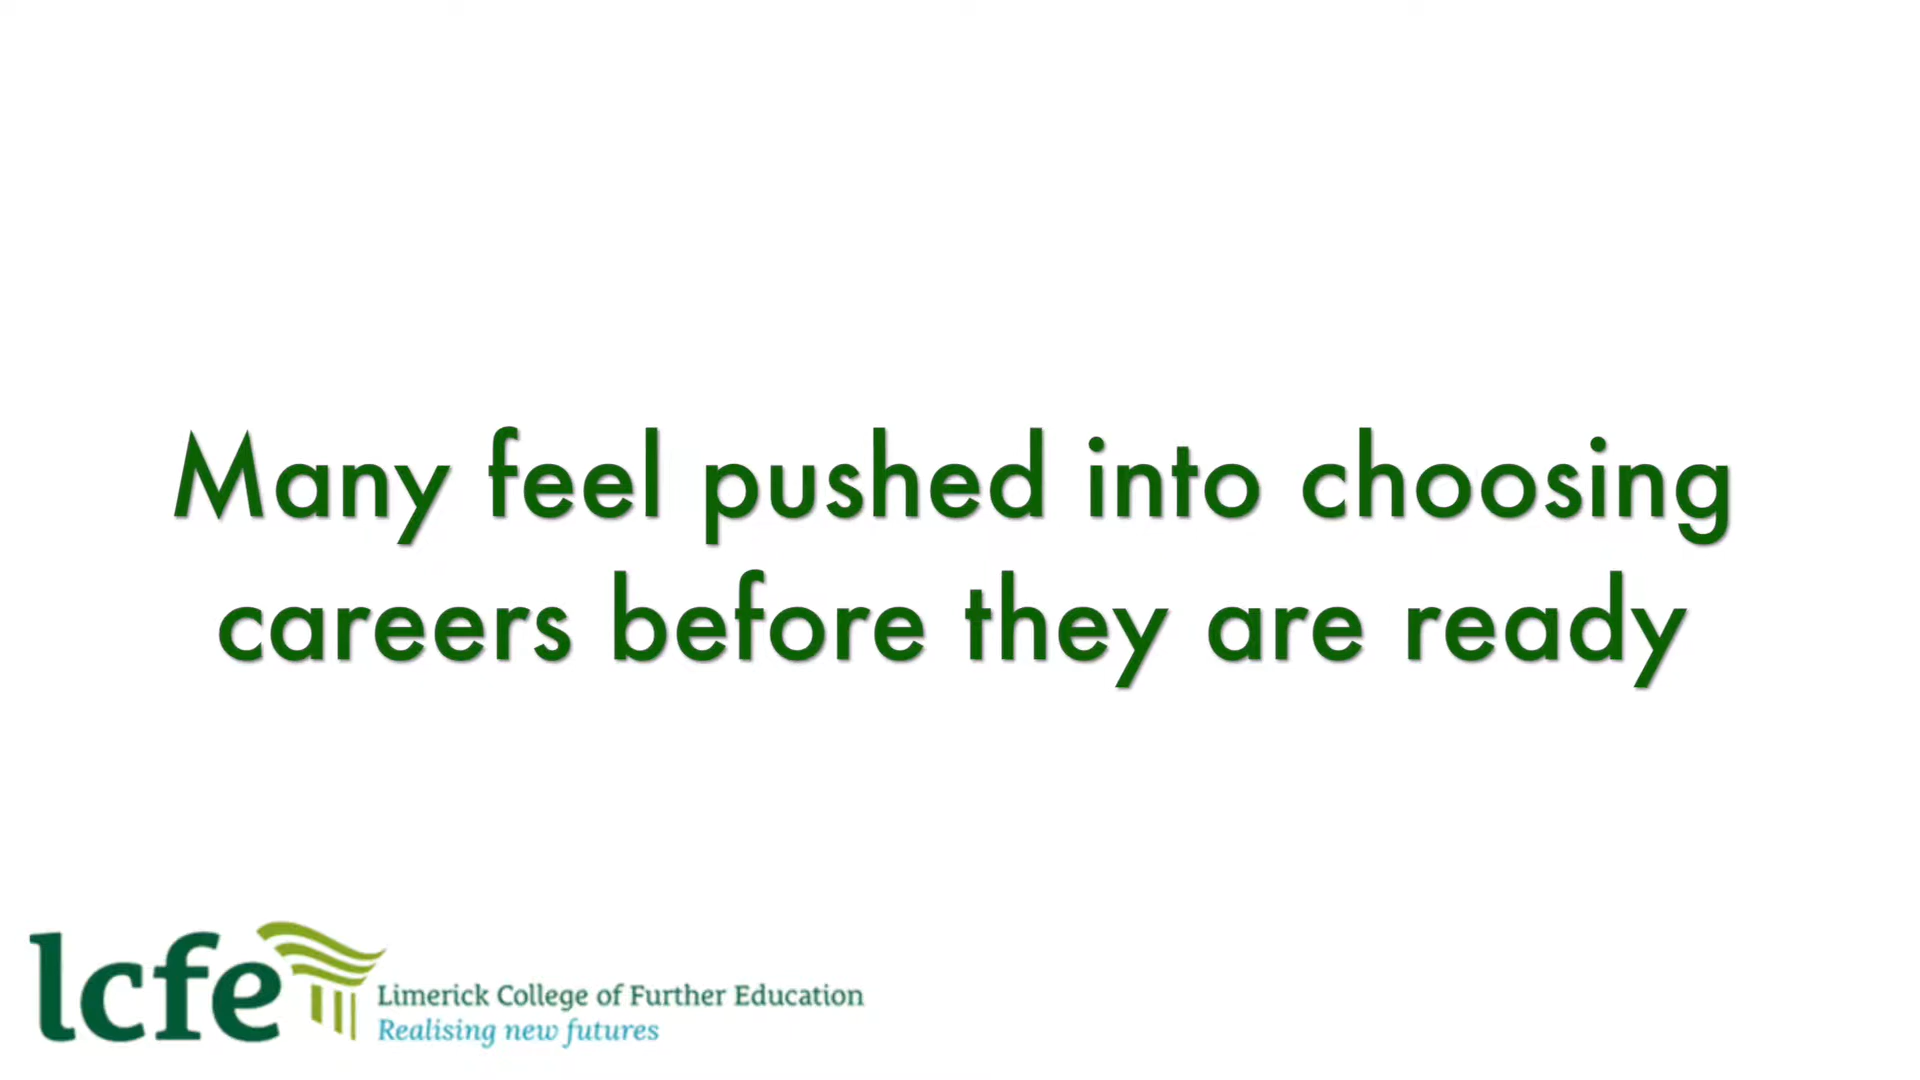 Many feel pushed into choosing
careers before they are ready
lcfe
Limerick College of Further Education
Realising new futures